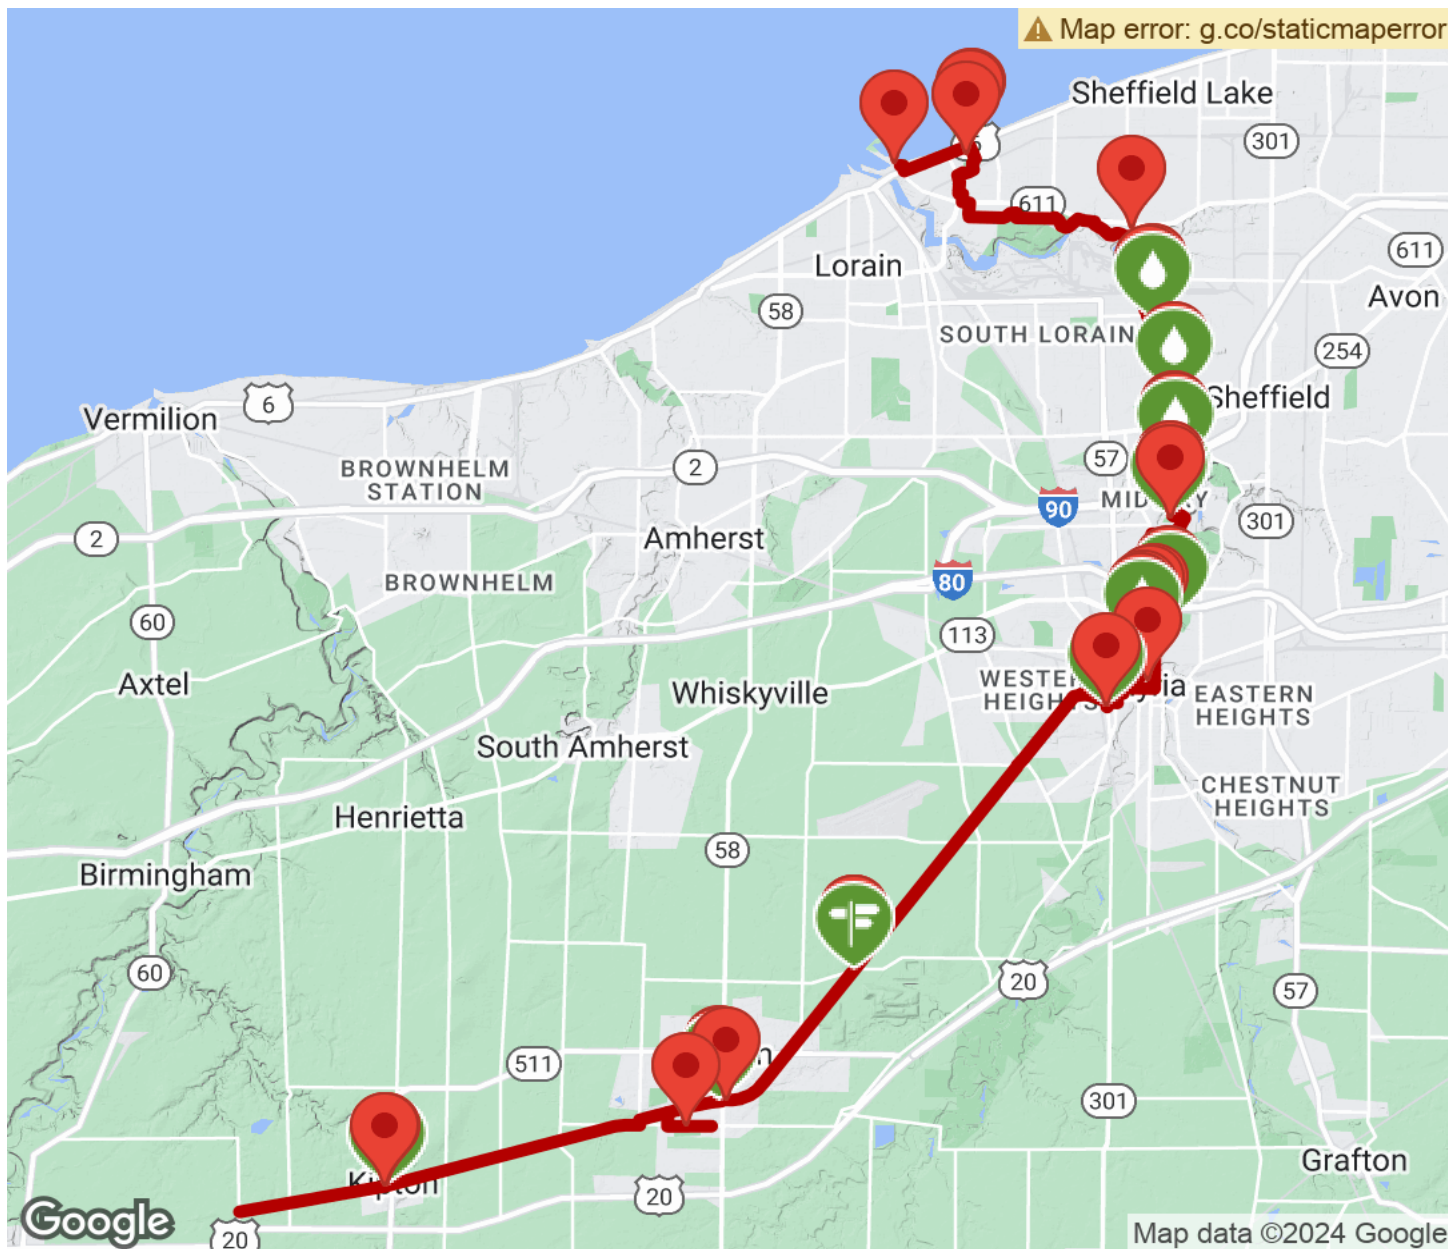 Map error: g.co/staticmaperror
Sheffield Lake
301
611
611
Lorain
Avon
58
SOUTH LORAIN
254
6
Sheffield
Vermilion
57
BROWNHELM
STATION
2
90
301
2
Amherst
BROWNHELM
80
60
113
Axtel
Whiskyville
EASTERN
HEIGHTS
South Amherst
CHESTNUT
HEIGHTS
Henrietta
58
Birmingham
60
20
57
511
301
Grafton
Kipton
20
Google
20
Map data ©2024 Google